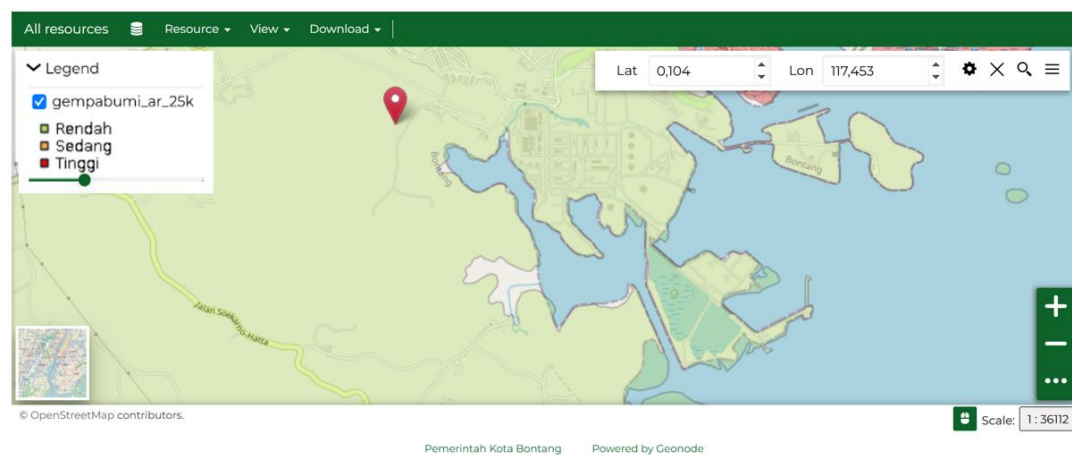 All resources Resource View Download
Legend
Lat 0,104 Lon 117,453
gempabumi_ar_25k
Rendah
Sedang
Tinggi
Bontang
Bontang
Jalan Soekarno-Hatta
© OpenStreetMap contributors.
Scale: 1 : 36112
Pemerintah Kota Bontang Powered by Geonode